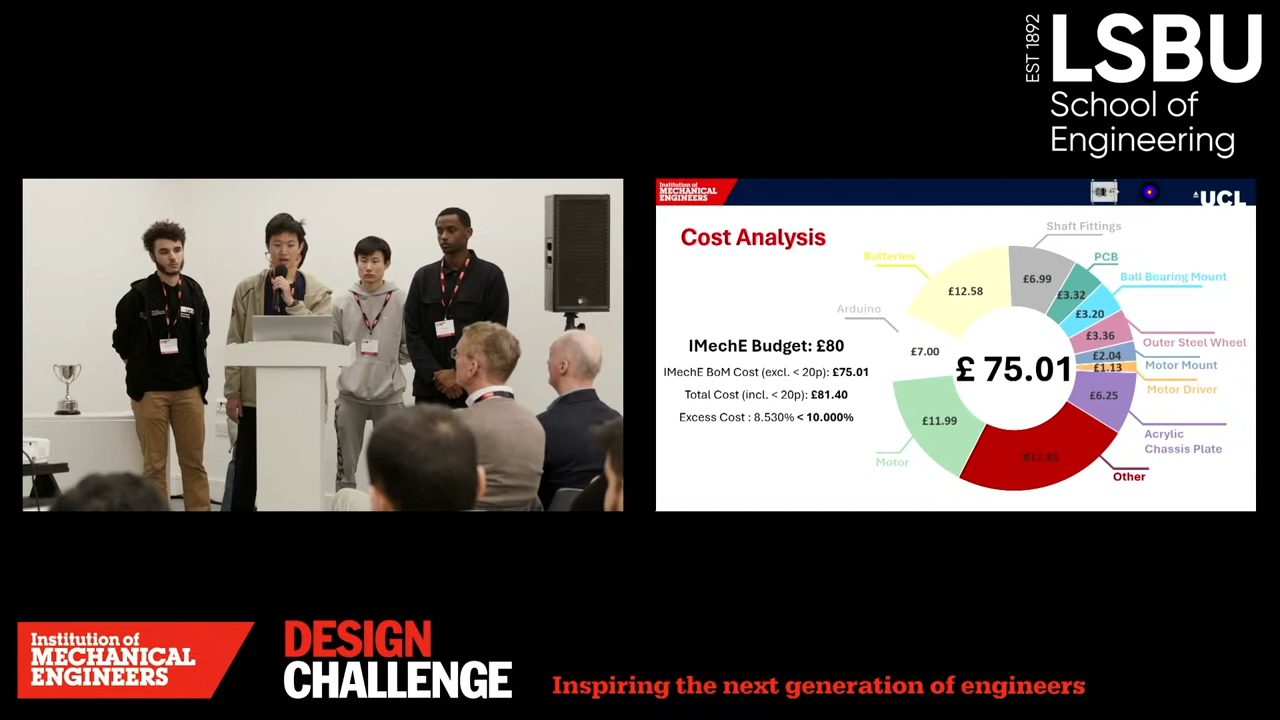 EST 1892
LSBU
School of
Engineering
Institution of
MECHANICAL
ENGINEERS
UCL
Cost Analysis
Shaft Fittings
Batteries
PCB
£12.58
£6.99
Ball Bearing Mount
£3.32
Arduino
£3.20
£3.36
Outer Steel Wheel
IMechE Budget: £80
£7.00
£2.04
Motor Mount
IMechE BoM Cost (excl. < 20p): £75.01
£ 75.01
£1.13
Motor Driver
Total Cost (incl. < 20p): £81.40
£6.25
Excess Cost : 8.530% < 10.000%
£11.99
Acrylic
Chassis Plate
Motor
Other
Institution of
MECHANICAL
ENGINEERS
DESIGN
CHALLENGE
Inspiring the next generation of engineers